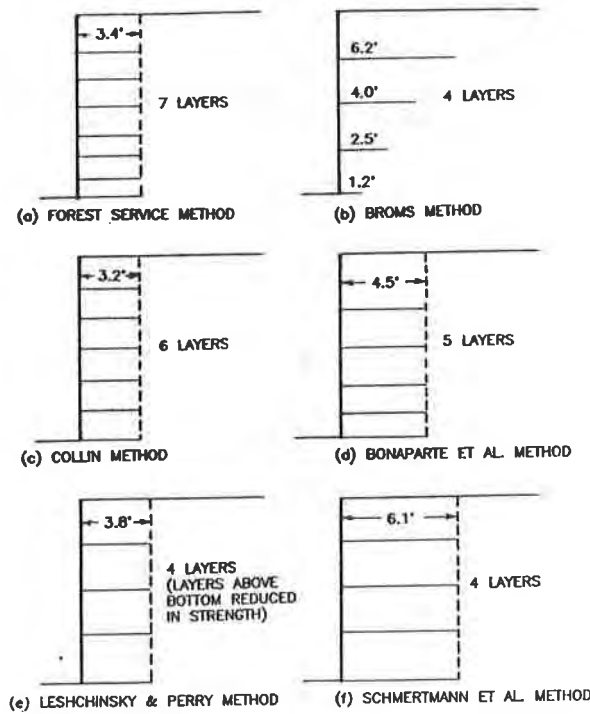 3.4'
7 LAYERS
(a) FOREST SERVICE METHOD
6.2'
4.0'
4 LAYERS
2.5'
1.2'
(b) BROMS METHOD
3.2'
6 LAYERS
(c) COLLIN METHOD
4.5'
5 LAYERS
(d) BONAPARTE ET AL. METHOD
3.8'
4 LAYERS
(LAYERS ABOVE
BOTTOM REDUCED
IN STRENGTH)
(e) LESHCHINSKY & PERRY METHOD
6.1'
4 LAYERS
(f) SCHMERTMANN ET AL. METHOD